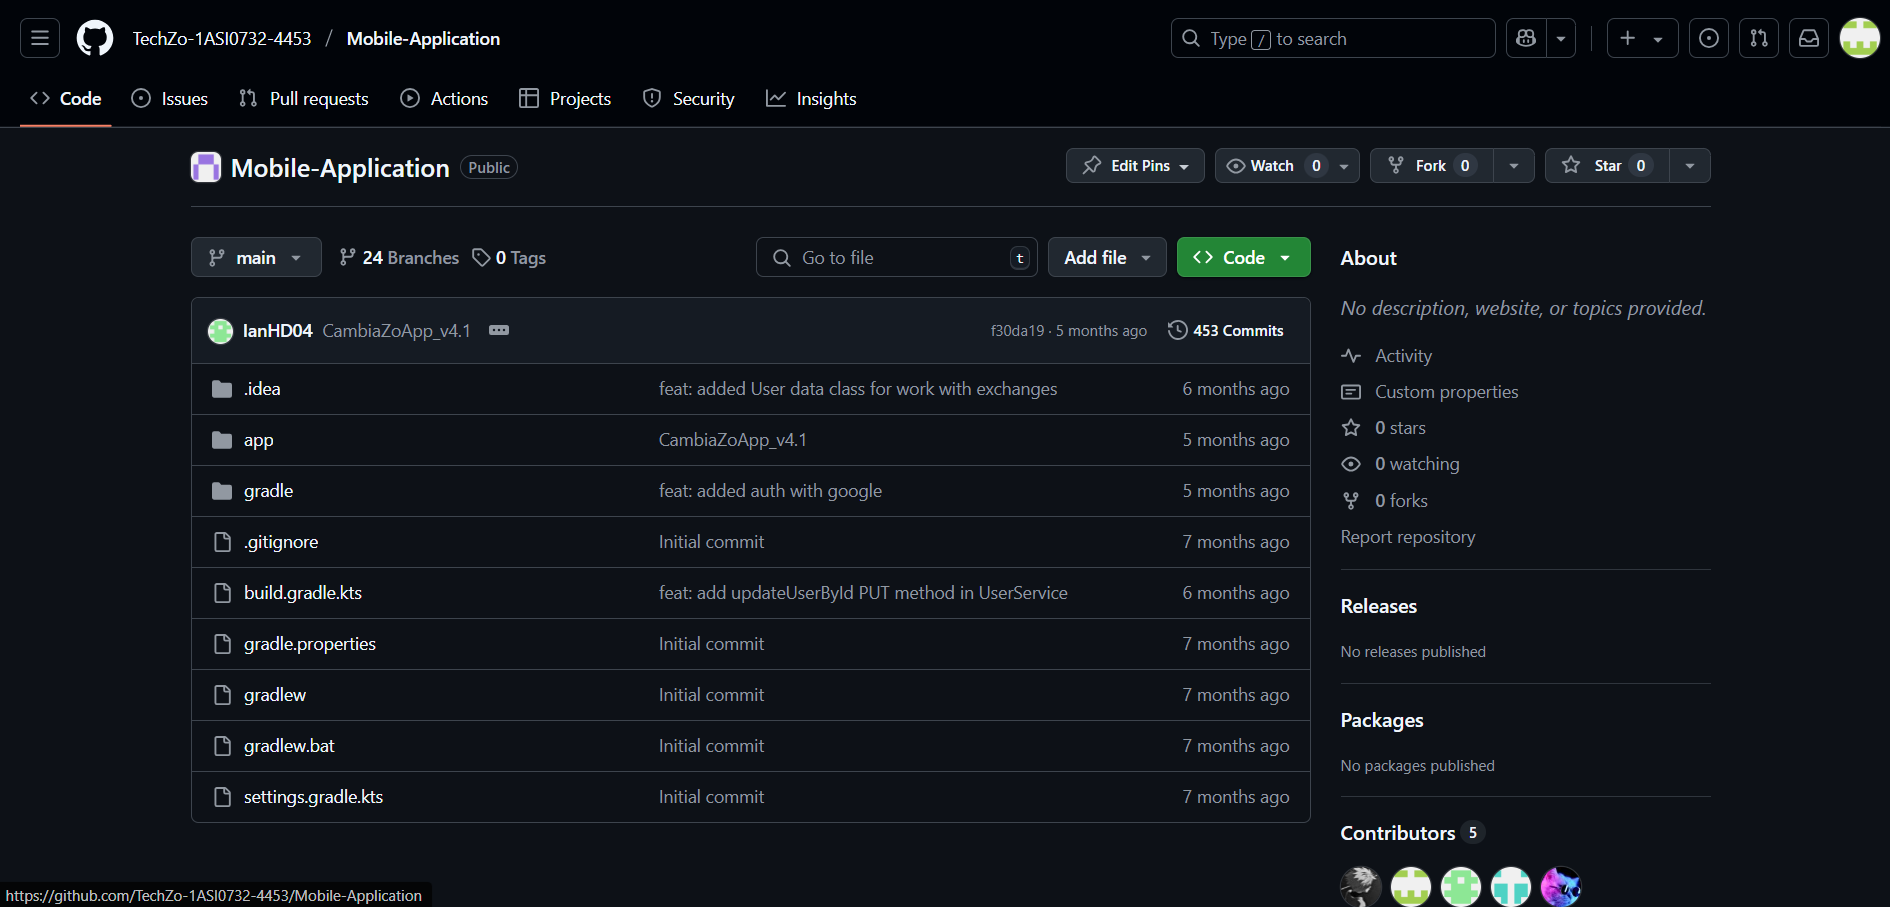 TechZo-1ASI0732-4453 / Mobile-Application
Type / to search
Code Issues Pull requests Actions Projects Security Insights
Mobile-Application Public
Edit Pins Watch 0 Fork 0 Star 0
main 24 Branches 0 Tags
Go to file t Add file Code
IanHD04 CambiaZoApp_v4.1 f30da19 · 5 months ago 453 Commits
.idea feat: added User data class for work with exchanges 6 months ago
app CambiaZoApp_v4.1 5 months ago
gradle feat: added auth with google 5 months ago
.gitignore Initial commit 7 months ago
build.gradle.kts feat: add updateUserById PUT method in UserService 6 months ago
gradle.properties Initial commit 7 months ago
gradlew Initial commit 7 months ago
gradlew.bat Initial commit 7 months ago
settings.gradle.kts Initial commit 7 months ago
About
No description, website, or topics provided.
Activity
Custom properties
0 stars
0 watching
0 forks
Report repository
Releases
No releases published
Packages
No packages published
Contributors 5
https://github.com/TechZo-1ASI0732-4453/Mobile-Application